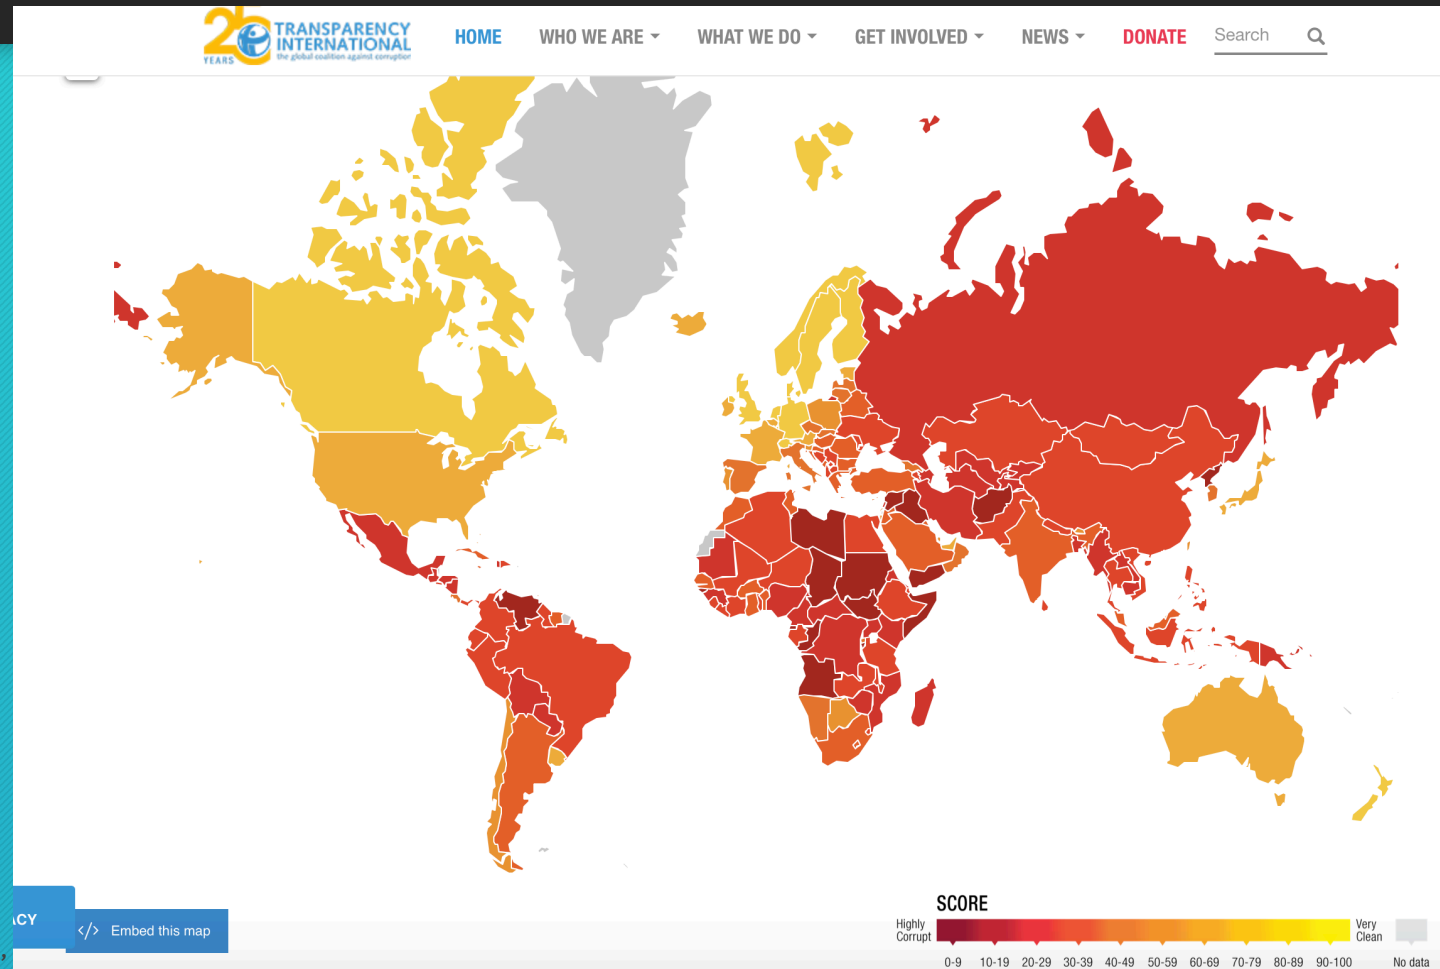 26
YEARS
TRANSPARENCY
INTERNATIONAL
the global coalition against corruption
HOME WHO WE ARE WHAT WE DO GET INVOLVED NEWS DONATE Search
ACY
</> Embed this map
SCORE
Highly Corrupt
Very Clean
0-9 10-19 20-29 30-39 40-49 50-59 60-69 70-79 80-89 90-100 No data